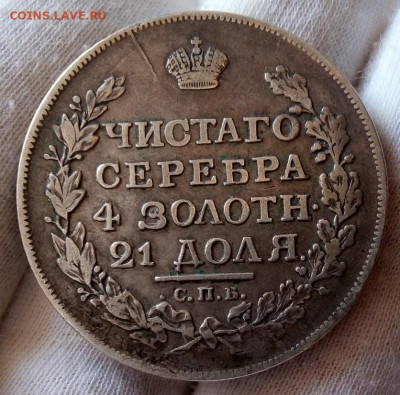 COINS.LAVE.RU
ЧИСТАГО
СЕРЕБРА
4 ЗОЛОТН.
21 ДОЛЯ.
С.П.Б.